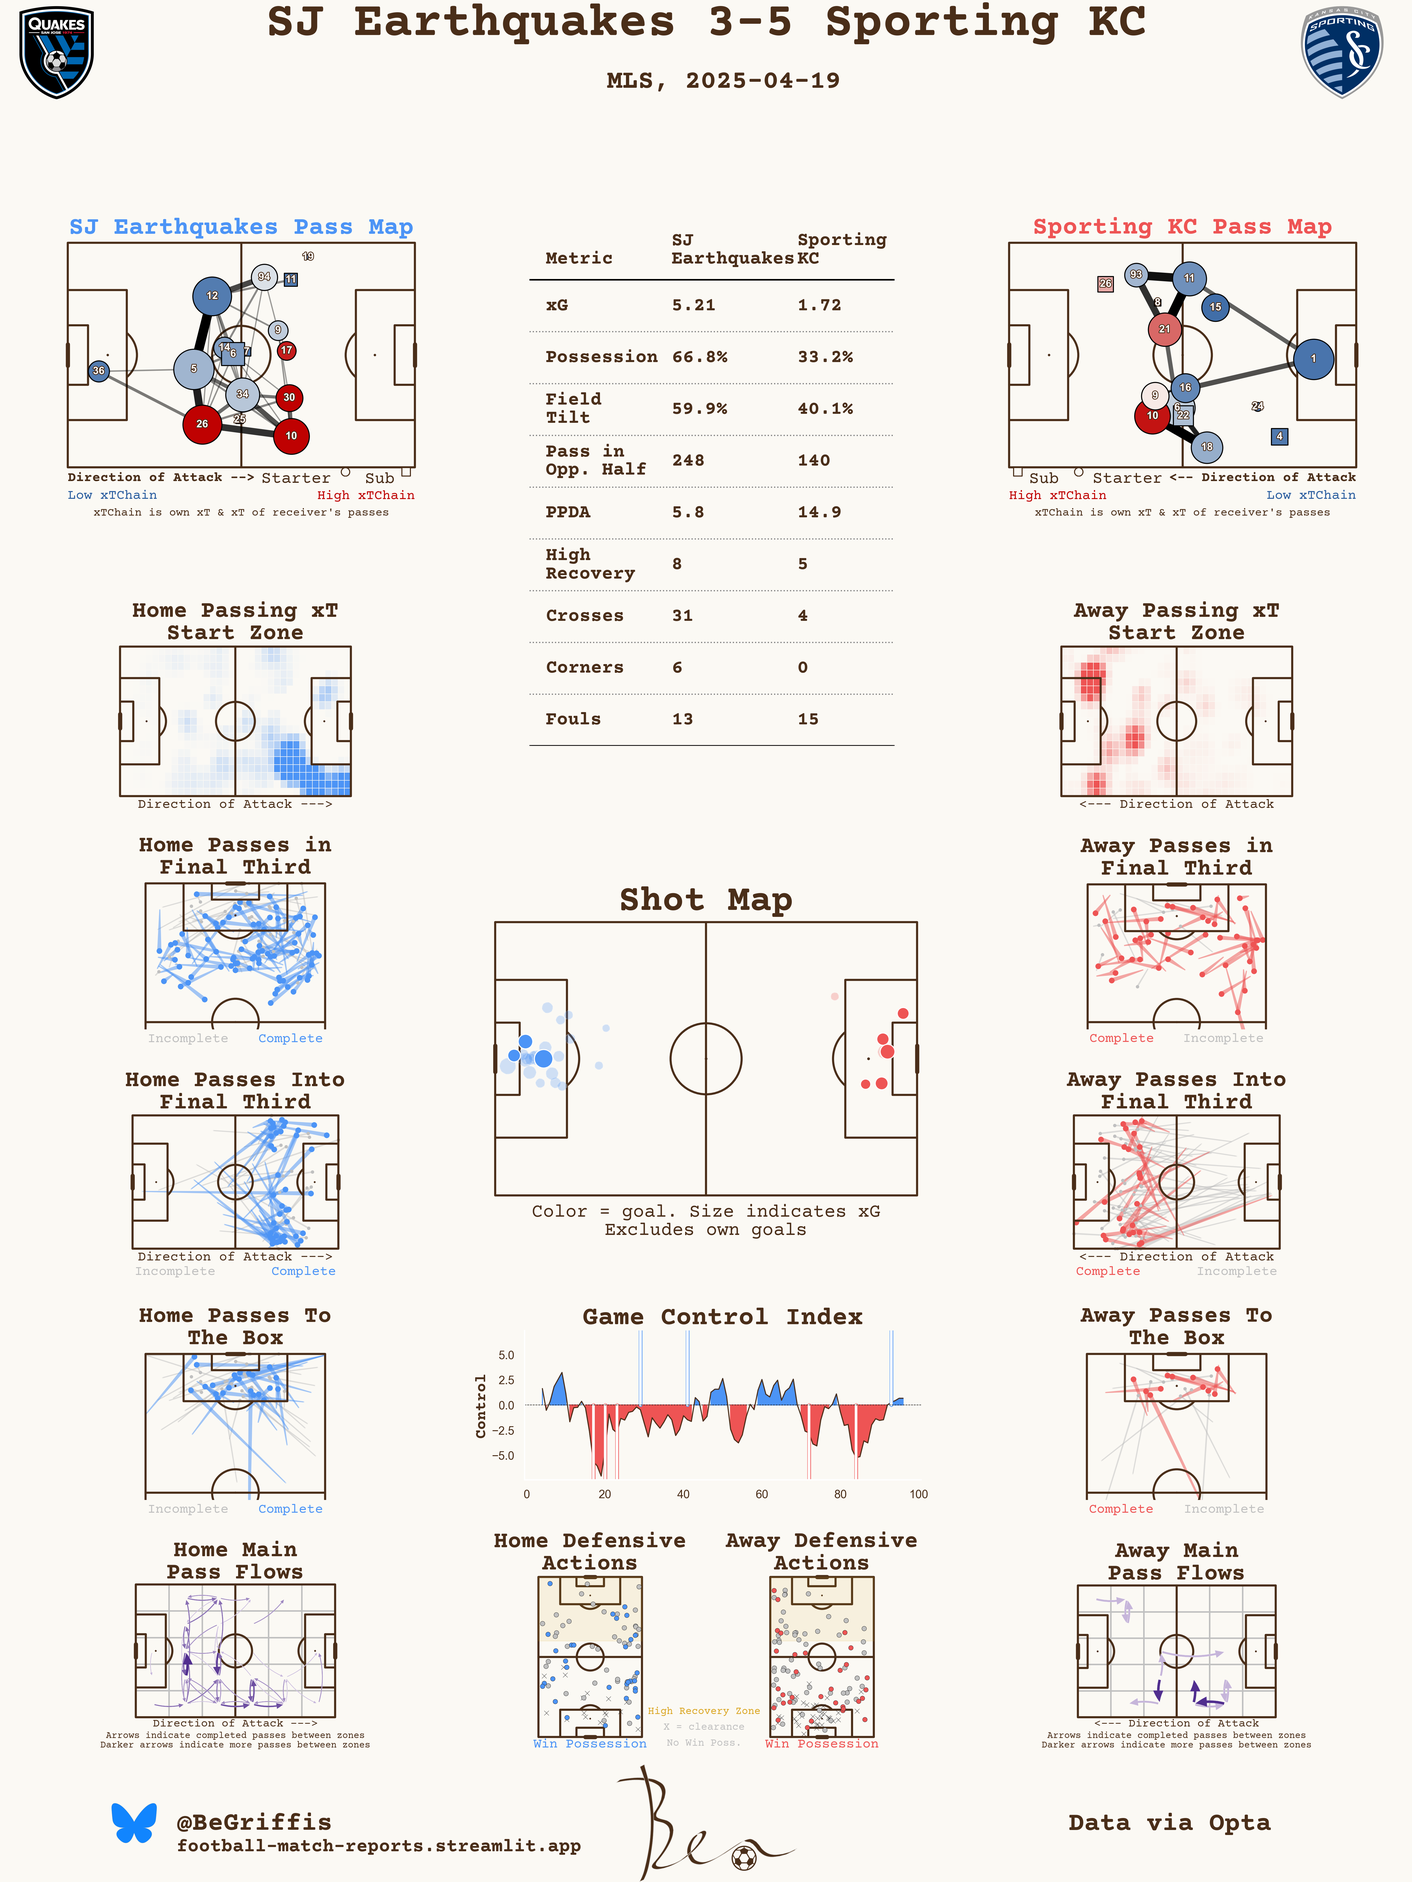 SJ Earthquakes 3-5 Sporting KC
MLS, 2025-04-19
QUAKES
SAN JOSE
KANSAS CITY
SPORTING
SJ Earthquakes Pass Map
19
94
11
12
9
14
6
7
17
36
5
34
30
25
26
10
Direction of Attack --> Starter Sub
Low xTChain High xTChain
xTChain is own xT & xT of receiver's passes
Metric SJ Earthquakes Sporting KC
xG 5.21 1.72
Possession 66.8% 33.2%
Field Tilt 59.9% 40.1%
Pass in Opp. Half 248 140
PPDA 5.8 14.9
High Recovery 8 5
Crosses 31 4
Corners 6 0
Fouls 13 15
Sporting KC Pass Map
93
11
26
8
15
21
1
16
9
6
24
10
22
4
18
Sub Starter <-- Direction of Attack
High xTChain Low xTChain
xTChain is own xT & xT of receiver's passes
Home Passing xT
Start Zone
Direction of Attack --->
Away Passing xT
Start Zone
<--- Direction of Attack
Home Passes in
Final Third
Incomplete Complete
Shot Map
Color = goal. Size indicates xG
Excludes own goals
Away Passes in
Final Third
Complete Incomplete
Home Passes Into
Final Third
Direction of Attack --->
Incomplete Complete
Away Passes Into
Final Third
<--- Direction of Attack
Complete Incomplete
Home Passes To
The Box
Incomplete Complete
Game Control Index
Control
5.0
2.5
0.0
−2.5
−5.0
0 20 40 60 80 100
Away Passes To
The Box
Complete Incomplete
Home Main
Pass Flows
Direction of Attack --->
Arrows indicate completed passes between zones
Darker arrows indicate more passes between zones
Home Defensive
Actions
Win Possession
Away Defensive
Actions
Win Possession
High Recovery Zone
X = clearance
No Win Poss.
Away Main
Pass Flows
<--- Direction of Attack
Arrows indicate completed passes between zones
Darker arrows indicate more passes between zones
@BeGriffis
football-match-reports.streamlit.app
Ben
Data via Opta